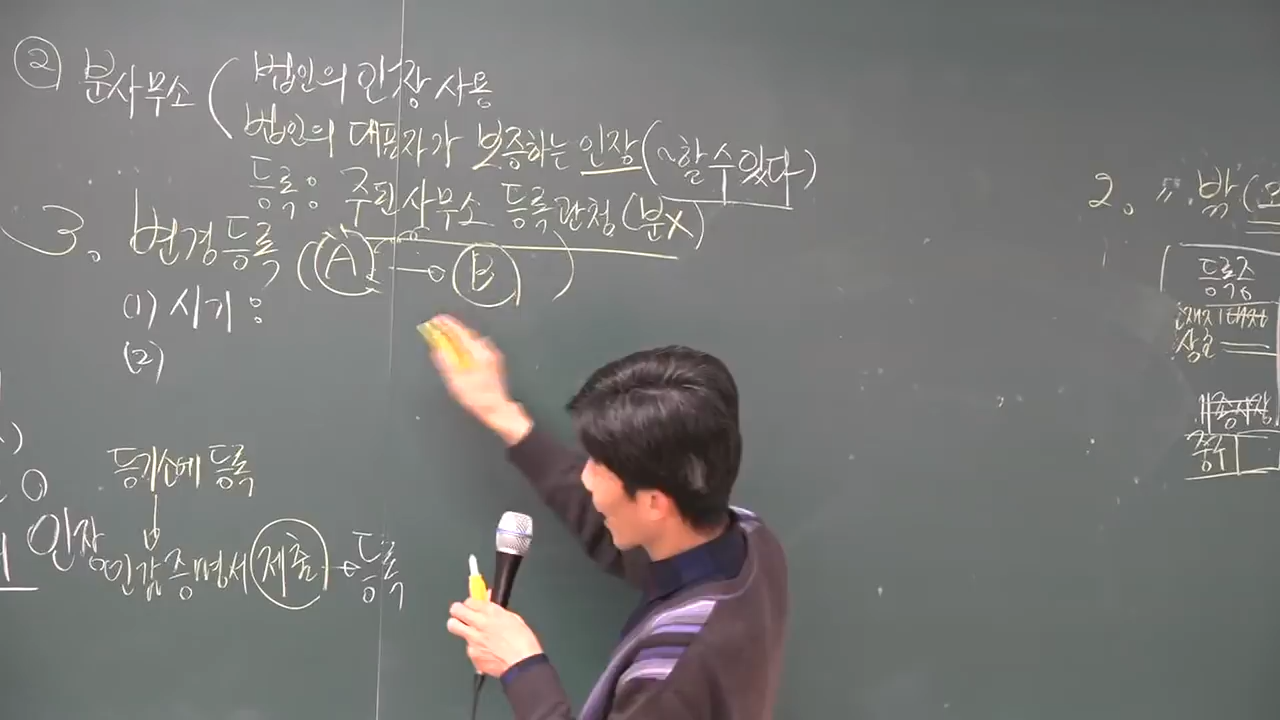 ② 분사무소 ( 법인의 인장 사용
법인의 대표자가 보증하는 인장 (~할 수 있다)
등록: 주된사무소 등록관청 (분X)
3. 변경등록 ( Ⓐ → Ⓑ )
(1) 시기 :
(2)
등기소에 등록
↓
인장
인감증명서 제출 → 등록
2. 〃. 밖 (
등록증
상호